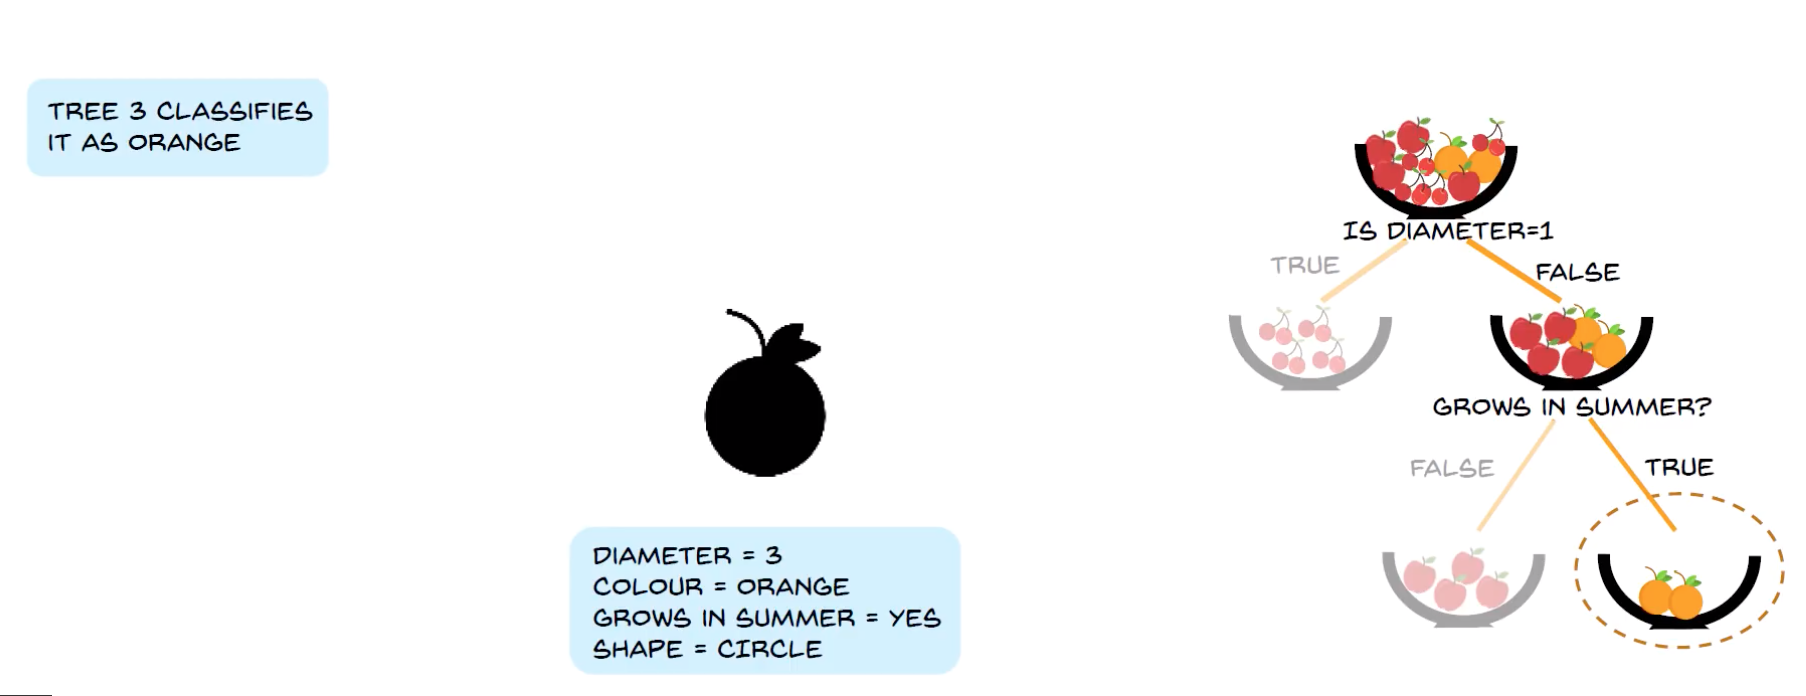 TREE 3 CLASSIFIES
IT AS ORANGE
IS DIAMETER=1
TRUE
FALSE
GROWS IN SUMMER?
FALSE
TRUE
DIAMETER = 3
COLOUR = ORANGE
GROWS IN SUMMER = YES
SHAPE = CIRCLE